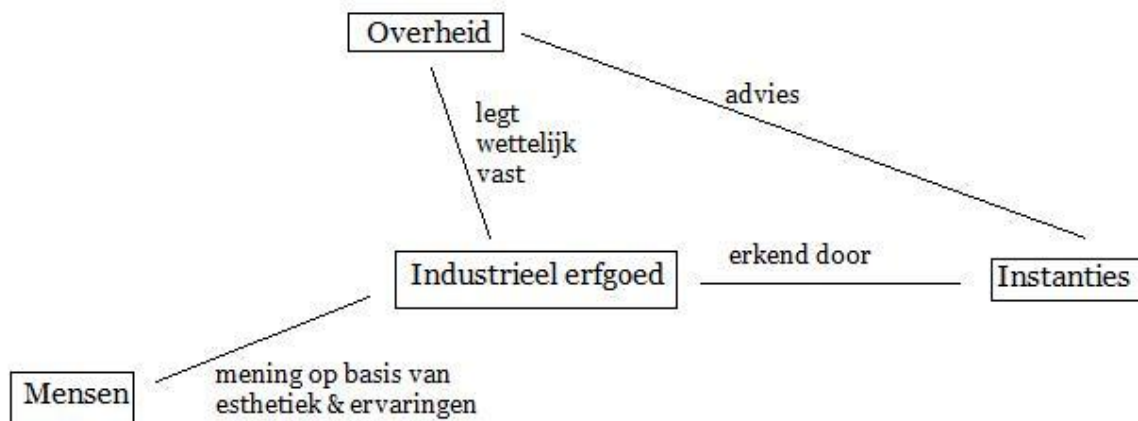 Overheid
advies
legt
wettelijk
vast
erkend door
Industrieel erfgoed
Instanties
mening op basis van
esthetiek & ervaringen
Mensen